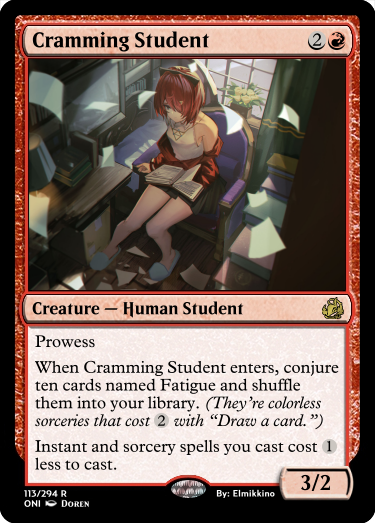 Cramming Student 2
Creature — Human Student
Prowess
When Cramming Student enters, conjure
ten cards named Fatigue and shuffle
them into your library. (They're colorless
sorceries that cost 2 with “Draw a card.”)
Instant and sorcery spells you cast cost 1
less to cast.
3/2
113/294 R
ONI DOREN
By: Elmikkino